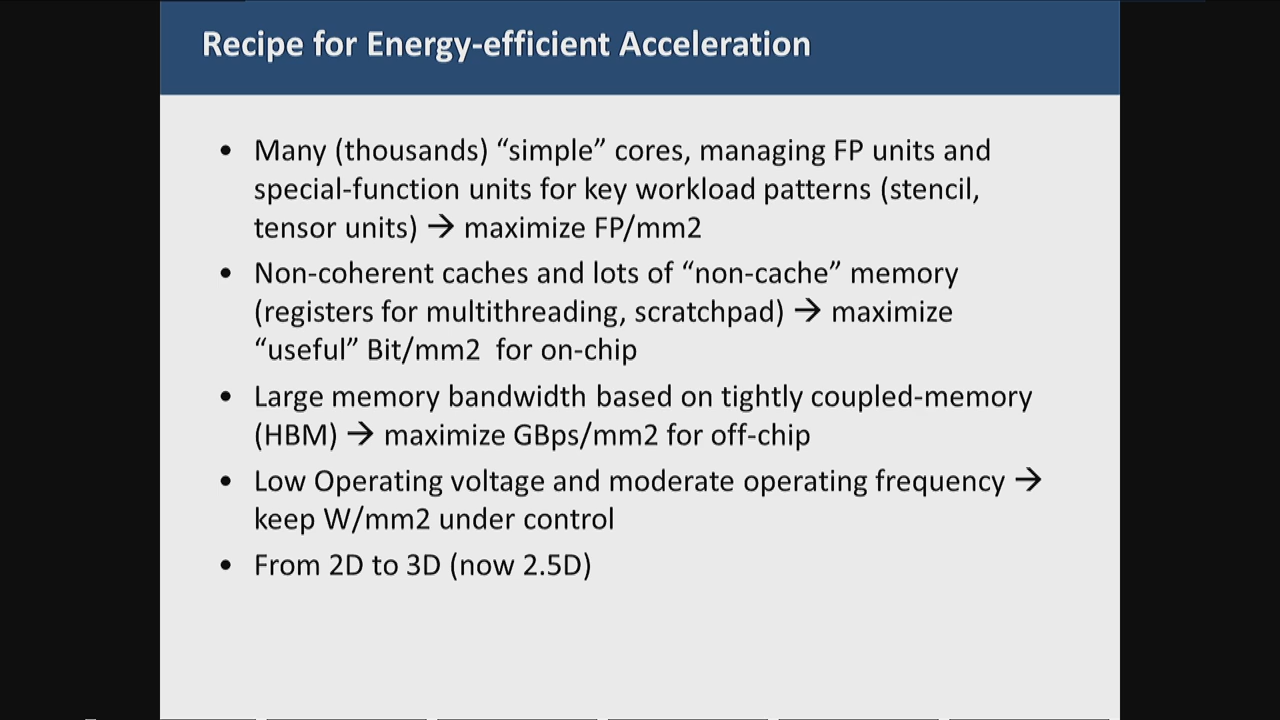 Recipe for Energy-efficient Acceleration
• Many (thousands) “simple” cores, managing FP units and
special-function units for key workload patterns (stencil,
tensor units) → maximize FP/mm2
• Non-coherent caches and lots of “non-cache” memory
(registers for multithreading, scratchpad) → maximize
“useful” Bit/mm2 for on-chip
• Large memory bandwidth based on tightly coupled-memory
(HBM) → maximize GBps/mm2 for off-chip
• Low Operating voltage and moderate operating frequency →
keep W/mm2 under control
• From 2D to 3D (now 2.5D)